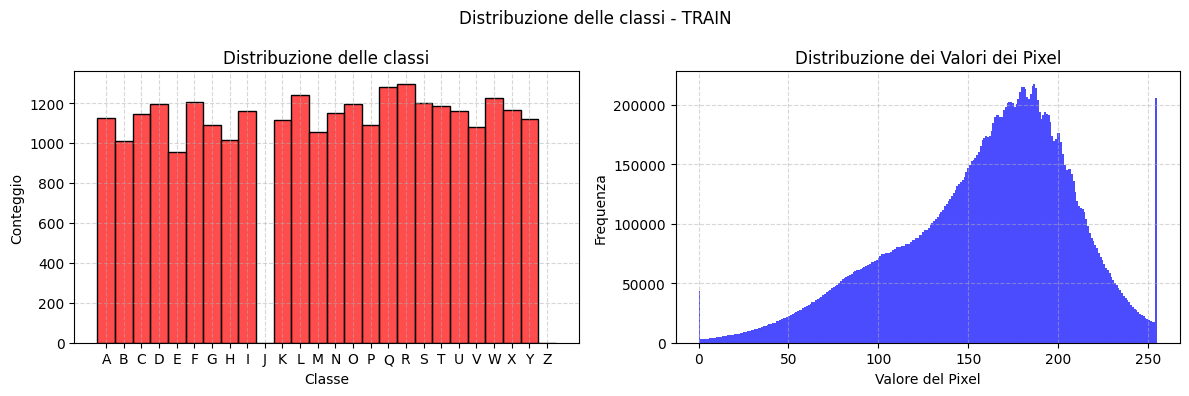 Distribuzione delle classi - TRAIN
Distribuzione delle classi
Conteggio
1200
1000
800
600
400
200
0
A B C D E F G H I J K L M N O P Q R S T U V W X Y Z
Classe
Distribuzione dei Valori dei Pixel
Frequenza
200000
150000
100000
50000
0
0 50 100 150 200 250
Valore del Pixel